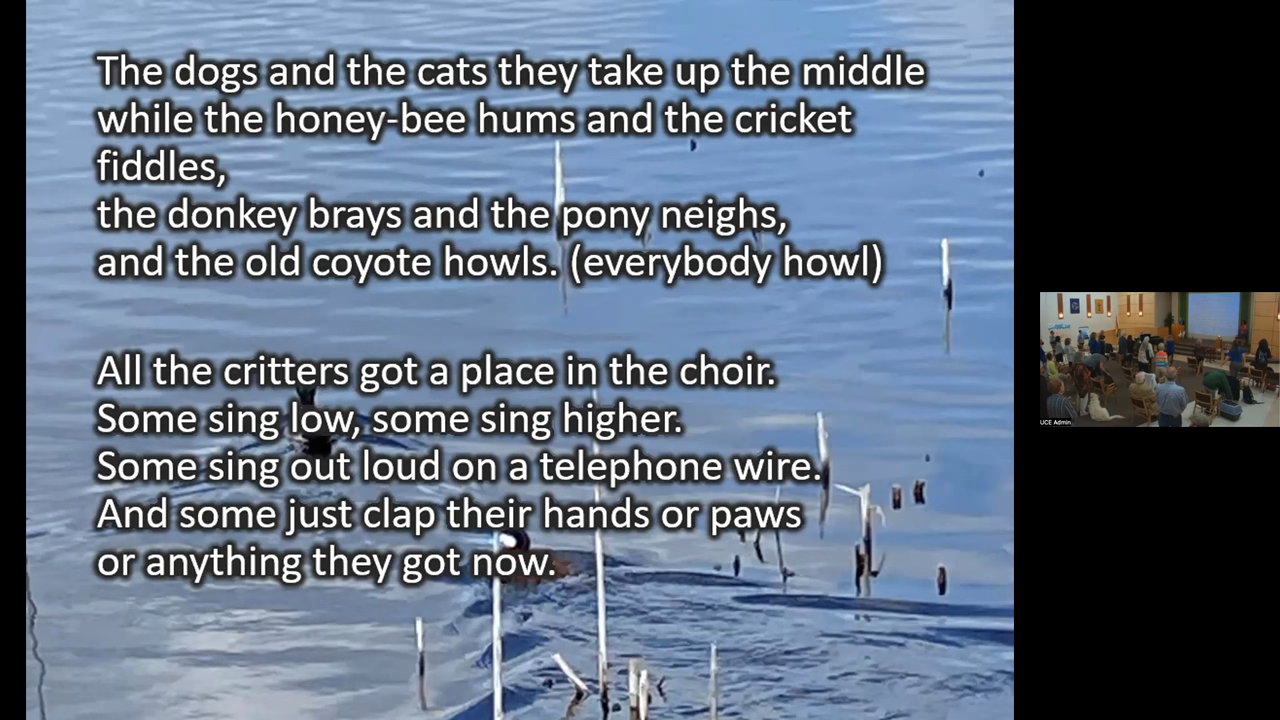 The dogs and the cats they take up the middle
while the honey-bee hums and the cricket
fiddles,
the donkey brays and the pony neighs,
and the old coyote howls. (everybody howl)
All the critters got a place in the choir.
Some sing low, some sing higher.
Some sing out loud on a telephone wire.
And some just clap their hands or paws
or anything they got now.
UCE Admin